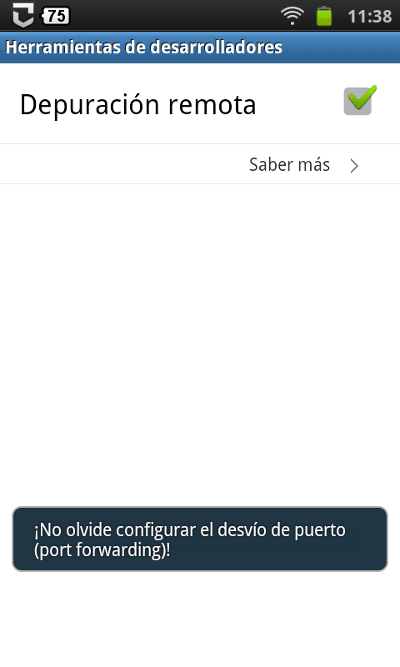 75
11:38
Herramientas de desarrolladores
Depuración remota
Saber más
¡No olvide configurar el desvío de puerto
(port forwarding)!